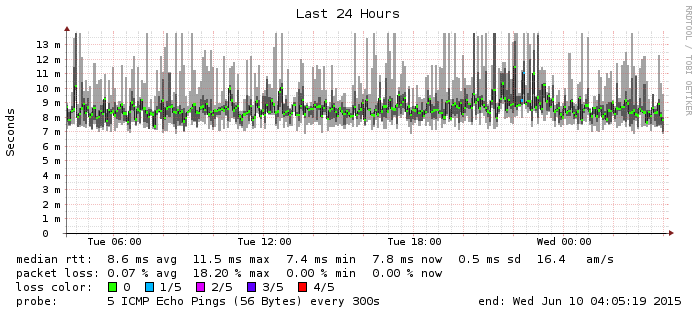 Last 24 Hours
RRDTOOL / TOBI OETIKER
Seconds
13 m
12 m
11 m
10 m
9 m
8 m
7 m
6 m
5 m
4 m
3 m
2 m
1 m
0
Tue 06:00 Tue 12:00 Tue 18:00 Wed 00:00
median rtt: 8.6 ms avg 11.5 ms max 7.4 ms min 7.8 ms now 0.5 ms sd 16.4 am/s
packet loss: 0.07 % avg 18.20 % max 0.00 % min 0.00 % now
loss color: 0 1/5 2/5 3/5 4/5
probe: 5 ICMP Echo Pings (56 Bytes) every 300s end: Wed Jun 10 04:05:19 2015